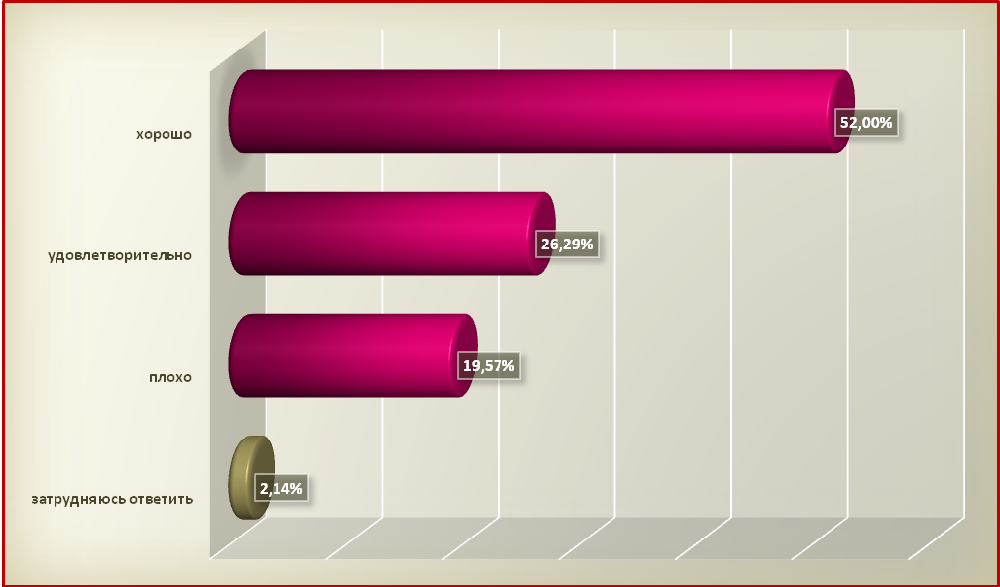 хорошо
52,00%
удовлетворительно
26,29%
плохо
19,57%
затрудняюсь ответить
2,14%